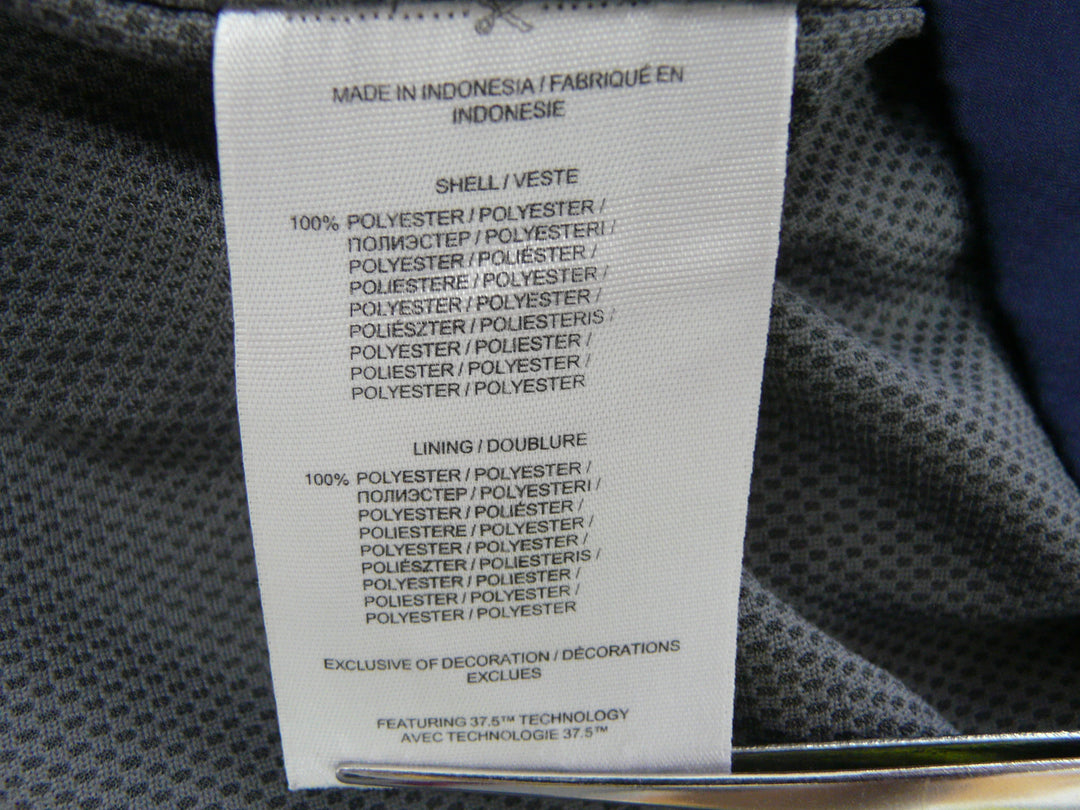 MADE IN INDONESIA / FABRIQUÉ EN
INDONESIE
SHELL / VESTE
100% POLYESTER / POLYESTER /
ПОЛИЭСТЕР / POLYESTERI /
POLYESTER / POLIÉSTER /
POLIESTERE / POLYESTER /
POLYESTER / POLYESTER /
POLIÉSZTER / POLIESTERIS /
POLYESTER / POLIESTER /
POLIESTER / POLYESTER /
POLYESTER / POLYESTER
LINING / DOUBLURE
100% POLYESTER / POLYESTER /
ПОЛИЭСТЕР / POLYESTERI /
POLYESTER / POLIÉSTER /
POLIESTERE / POLYESTER /
POLYESTER / POLYESTER /
POLIÉSZTER / POLIESTERIS /
POLYESTER / POLIESTER /
POLIESTER / POLYESTER /
POLYESTER / POLYESTER
EXCLUSIVE OF DECORATION / DÉCORATIONS
EXCLUES
FEATURING 37.5™ TECHNOLOGY
AVEC TECHNOLOGIE 37.5™